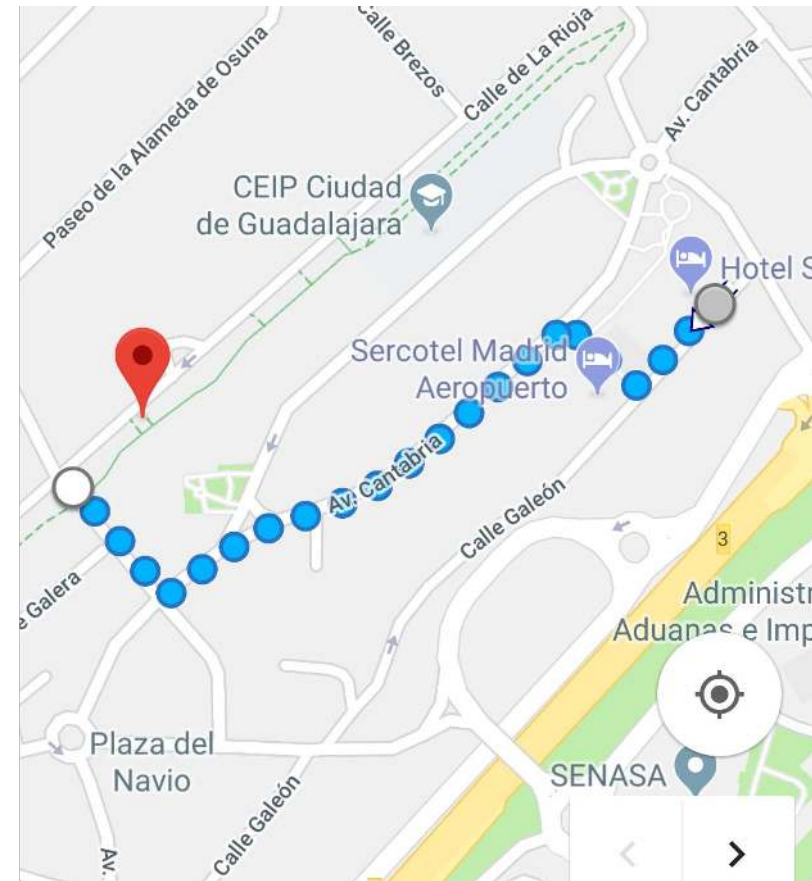 Paseo de la Alameda de Osuna
Calle Brezos
Calle de La Rioja
Av. Cantabria
CEIP Ciudad
de Guadalajara
Hotel S
Sercotel Madrid
Aeropuerto
Av. Cantabria
Calle Galeón
3
e Galera
Administr
Aduanas e Imp
Plaza del
Navio
SENASA
Calle Galeón
Av.